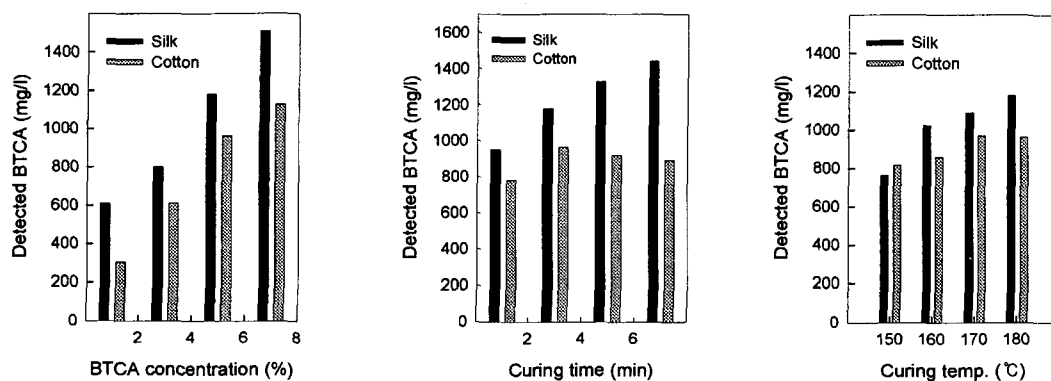 Detected BTCA (mg/l)
1400
1200
1000
800
600
400
200
0
Silk
Cotton
2 4 6 8
BTCA concentration (%)
Detected BTCA (mg/l)
1600
1400
1200
1000
800
600
400
200
0
Silk
Cotton
2 4 6
Curing time (min)
Detected BTCA (mg/l)
1400
1200
1000
800
600
400
200
0
Silk
Cotton
150 160 170 180
Curing temp. (℃)